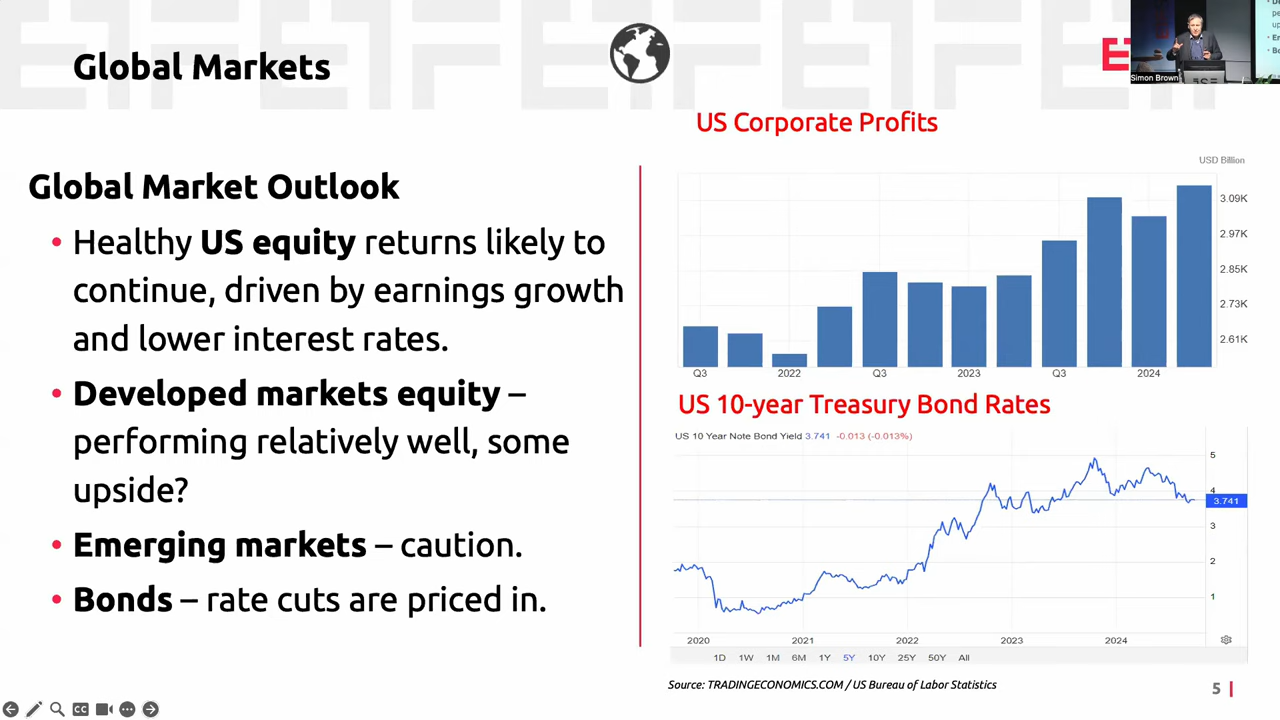 Global Markets
Simon Brown
Global Market Outlook
• Healthy US equity returns likely to
continue, driven by earnings growth
and lower interest rates.
• Developed markets equity –
performing relatively well, some
upside?
• Emerging markets – caution.
• Bonds – rate cuts are priced in.
US Corporate Profits
USD Billion
3.09K
2.97K
2.85K
2.73K
2.61K
Q3 2022 Q3 2023 Q3 2024
US 10-year Treasury Bond Rates
US 10 Year Note Bond Yield 3.741 -0.013 (-0.013%)
5
4
3.741
3
2
1
2020 2021 2022 2023 2024
1D 1W 1M 6M 1Y 5Y 10Y 25Y 50Y All
Source: TRADINGECONOMICS.COM / US Bureau of Labor Statistics
CC
5 |